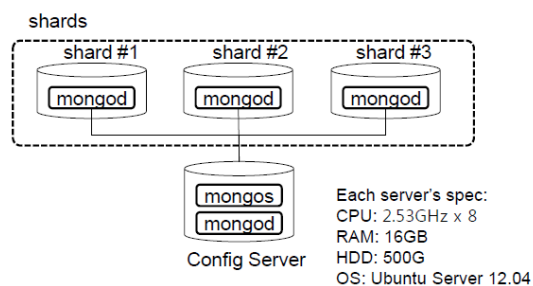 shards
shard #1 shard #2 shard #3
mongod mongod mongod
mongos
mongod
Config Server
Each server's spec:
CPU: 2.53GHz x 8
RAM: 16GB
HDD: 500G
OS: Ubuntu Server 12.04